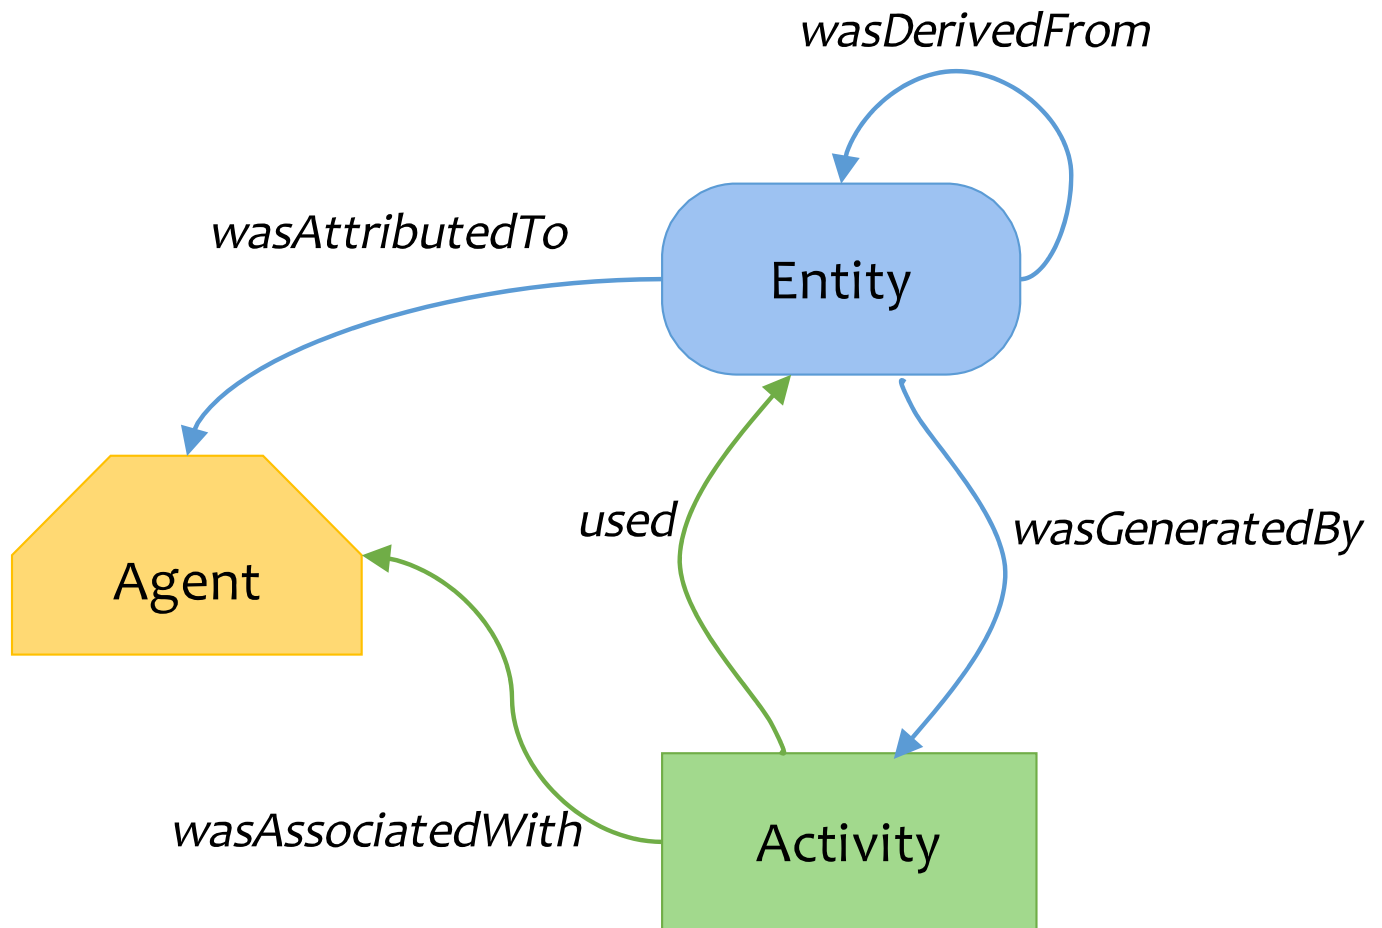 wasDerivedFrom
wasAttributedTo
Entity
used
wasGeneratedBy
Agent
wasAssociatedWith
Activity